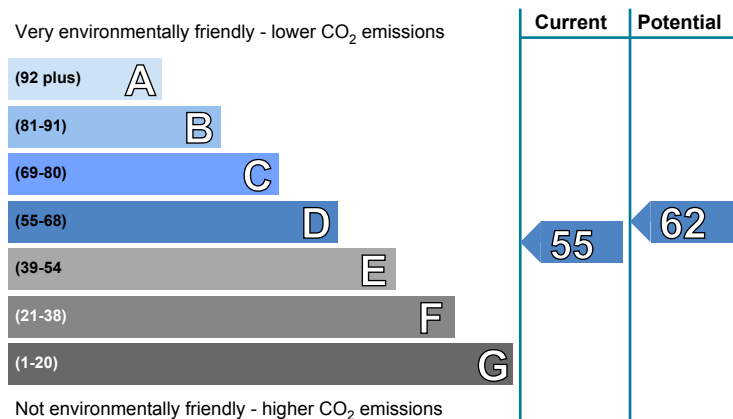 Current Potential
Very environmentally friendly - lower CO2 emissions
(92 plus) A
(81-91) B
(69-80) C
(55-68) D
55 62
(39-54 E
(21-38) F
(1-20) G
Not environmentally friendly - higher CO2 emissions